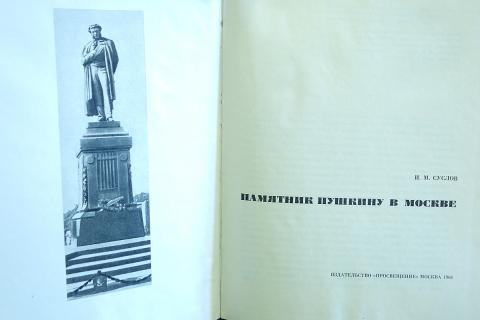 И. М. СУСЛОВ
ПАМЯТНИК ПУШКИНУ В МОСКВЕ
ИЗДАТЕЛЬСТВО «ПРОСВЕЩЕНИЕ» МОСКВА 1968